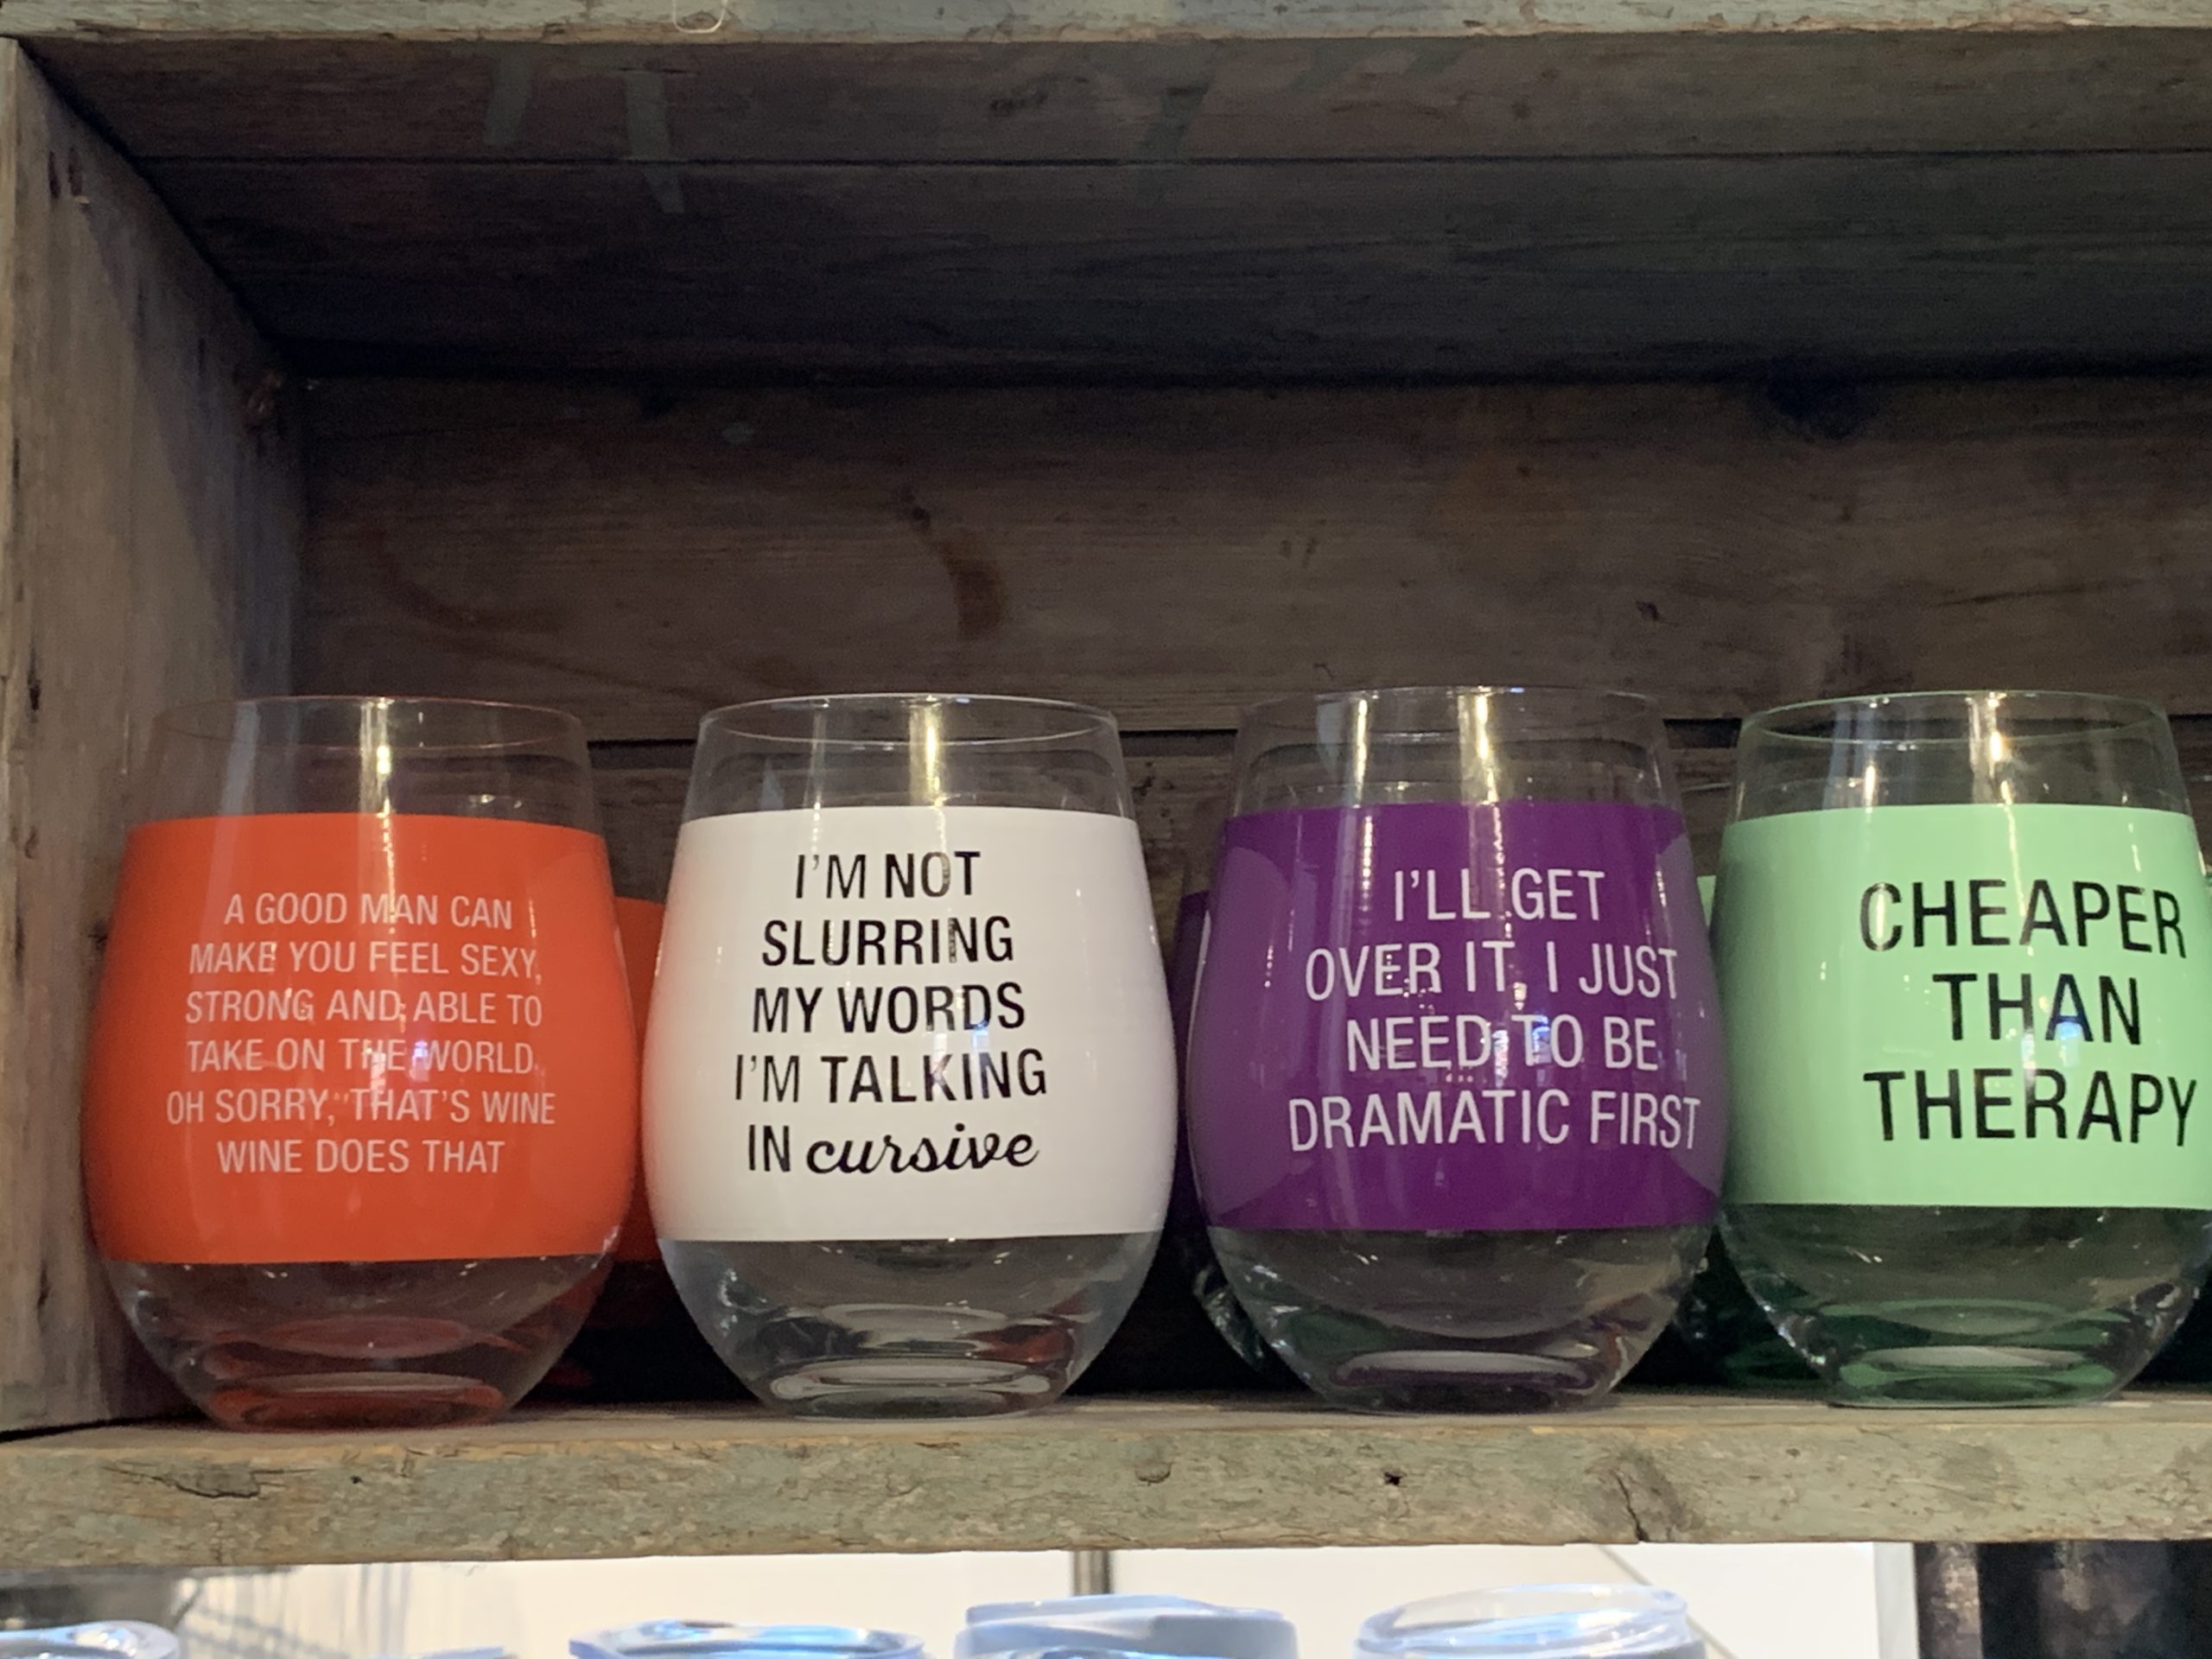 A GOOD MAN CAN
MAKE YOU FEEL SEXY,
STRONG AND ABLE TO
TAKE ON THE WORLD.
OH SORRY, THAT'S WINE
WINE DOES THAT
I'M NOT
SLURRING
MY WORDS
I'M TALKING
IN cursive
I'LL GET
OVER IT, I JUST
NEED TO BE
DRAMATIC FIRST
CHEAPER
THAN
THERAPY